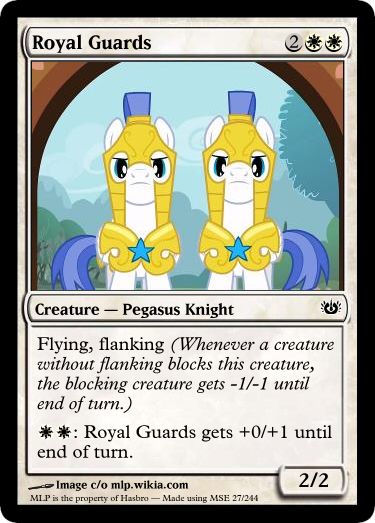 Royal Guards 2
Creature — Pegasus Knight
Flying, flanking (Whenever a creature
without flanking blocks this creature,
the blocking creature gets -1/-1 until
end of turn.)
: Royal Guards gets +0/+1 until
end of turn.
2/2
Image c/o mlp.wikia.com
MLP is the property of Hasbro — Made using MSE 27/244